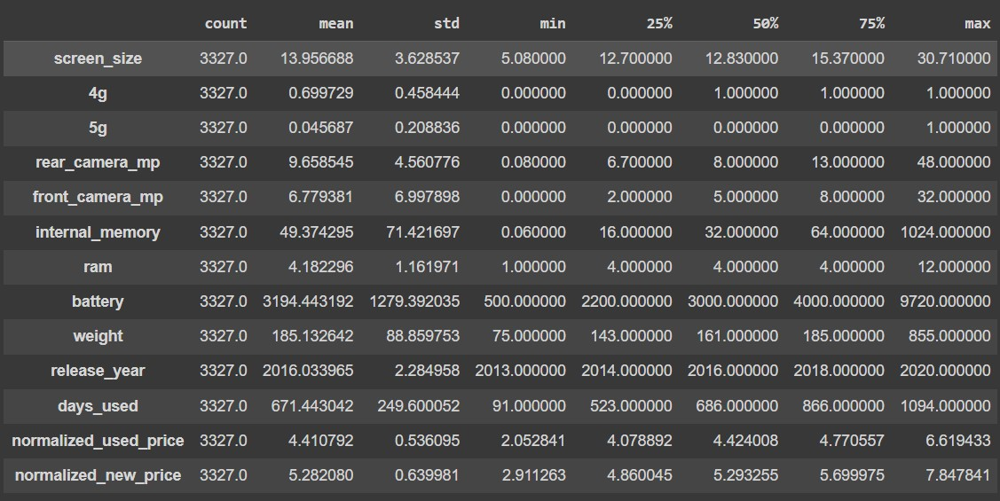 count mean std min 25% 50% 75% max
screen_size 3327.0 13.956688 3.628537 5.080000 12.700000 12.830000 15.370000 30.710000
4g 3327.0 0.699729 0.458444 0.000000 0.000000 1.000000 1.000000 1.000000
5g 3327.0 0.045687 0.208836 0.000000 0.000000 0.000000 0.000000 1.000000
rear_camera_mp 3327.0 9.658545 4.560776 0.080000 6.700000 8.000000 13.000000 48.000000
front_camera_mp 3327.0 6.779381 6.997898 0.000000 2.000000 5.000000 8.000000 32.000000
internal_memory 3327.0 49.374295 71.421697 0.060000 16.000000 32.000000 64.000000 1024.000000
ram 3327.0 4.182296 1.161971 1.000000 4.000000 4.000000 4.000000 12.000000
battery 3327.0 3194.443192 1279.392035 500.000000 2200.000000 3000.000000 4000.000000 9720.000000
weight 3327.0 185.132642 88.859753 75.000000 143.000000 161.000000 185.000000 855.000000
release_year 3327.0 2016.033965 2.284958 2013.000000 2014.000000 2016.000000 2018.000000 2020.000000
days_used 3327.0 671.443042 249.600052 91.000000 523.000000 686.000000 866.000000 1094.000000
normalized_used_price 3327.0 4.410792 0.536095 2.052841 4.078892 4.424008 4.770557 6.619433
normalized_new_price 3327.0 5.282080 0.639981 2.911263 4.860045 5.293255 5.699975 7.847841